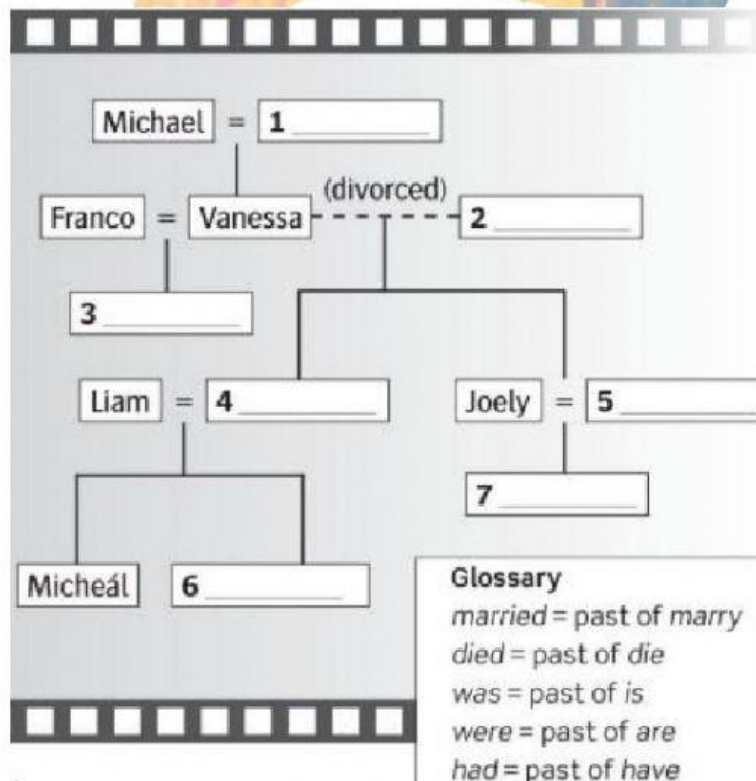 Michael = 1
(divorced)
Franco = Vanessa 2
3
Liam = 4 Joely = 5
7
Micheál 6
Glossary
married = past of marry
died = past of die
was = past of is
were = past of are
had = past of have